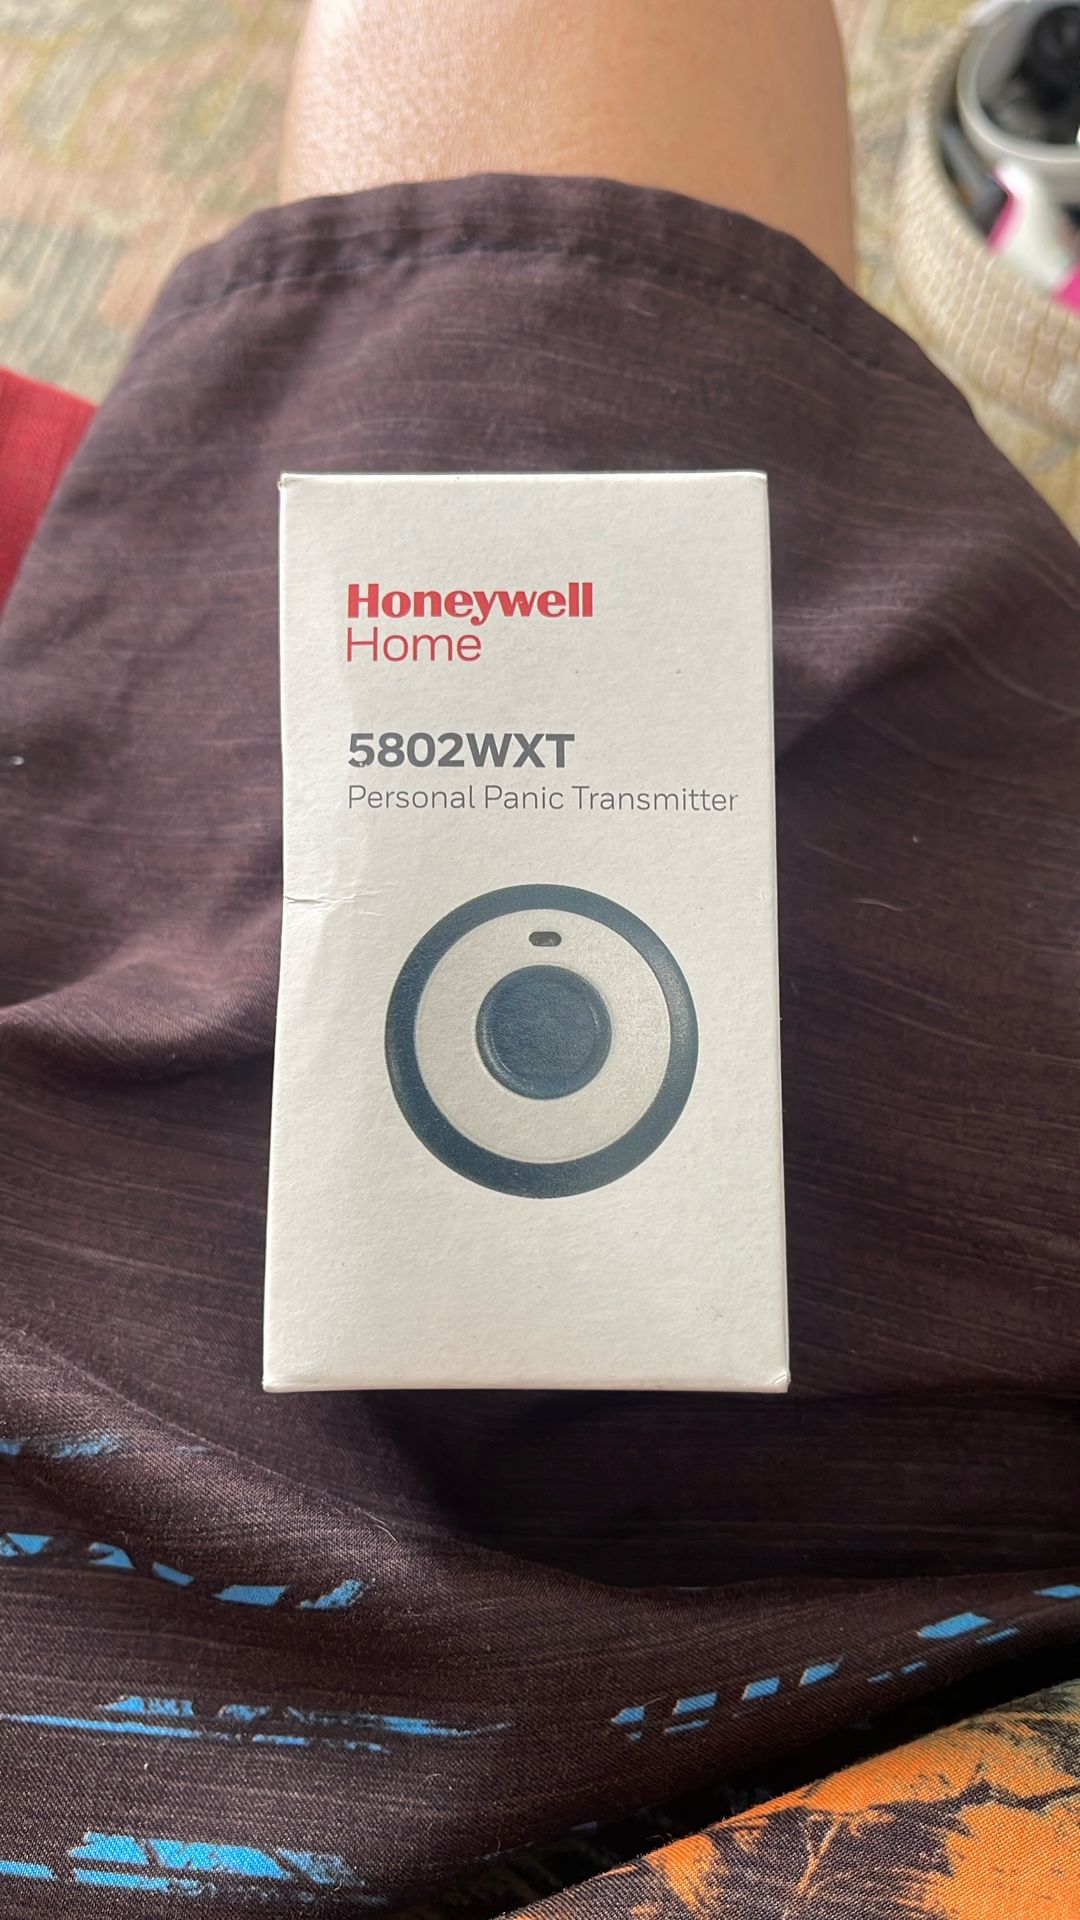 Honeywell
Home
5802WXT
Personal Panic Transmitter